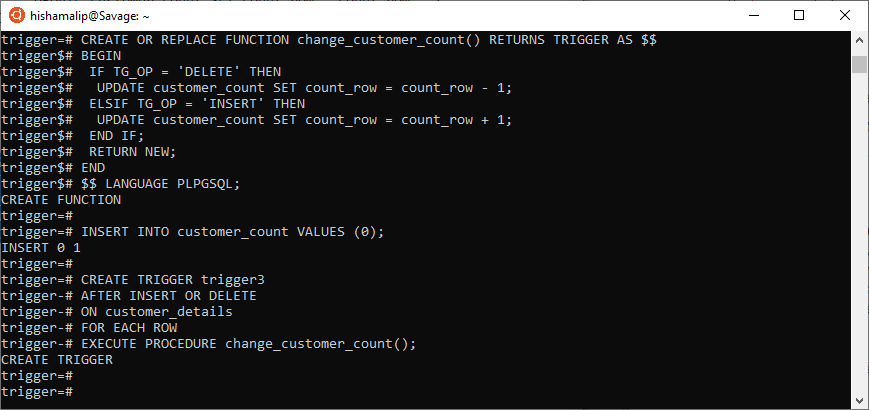 hishamalip@Savage: ~
trigger=# CREATE OR REPLACE FUNCTION change_customer_count() RETURNS TRIGGER AS $$
trigger$# BEGIN
trigger$#  IF TG_OP = 'DELETE' THEN
trigger$#   UPDATE customer_count SET count_row = count_row - 1;
trigger$#  ELSIF TG_OP = 'INSERT' THEN
trigger$#   UPDATE customer_count SET count_row = count_row + 1;
trigger$#  END IF;
trigger$#  RETURN NEW;
trigger$# END
trigger$# $$ LANGUAGE PLPGSQL;
CREATE FUNCTION
trigger=#
trigger=# INSERT INTO customer_count VALUES (0);
INSERT 0 1
trigger=#
trigger=# CREATE TRIGGER trigger3
trigger-# AFTER INSERT OR DELETE
trigger-# ON customer_details
trigger-# FOR EACH ROW
trigger-# EXECUTE PROCEDURE change_customer_count();
CREATE TRIGGER
trigger=#
trigger=#